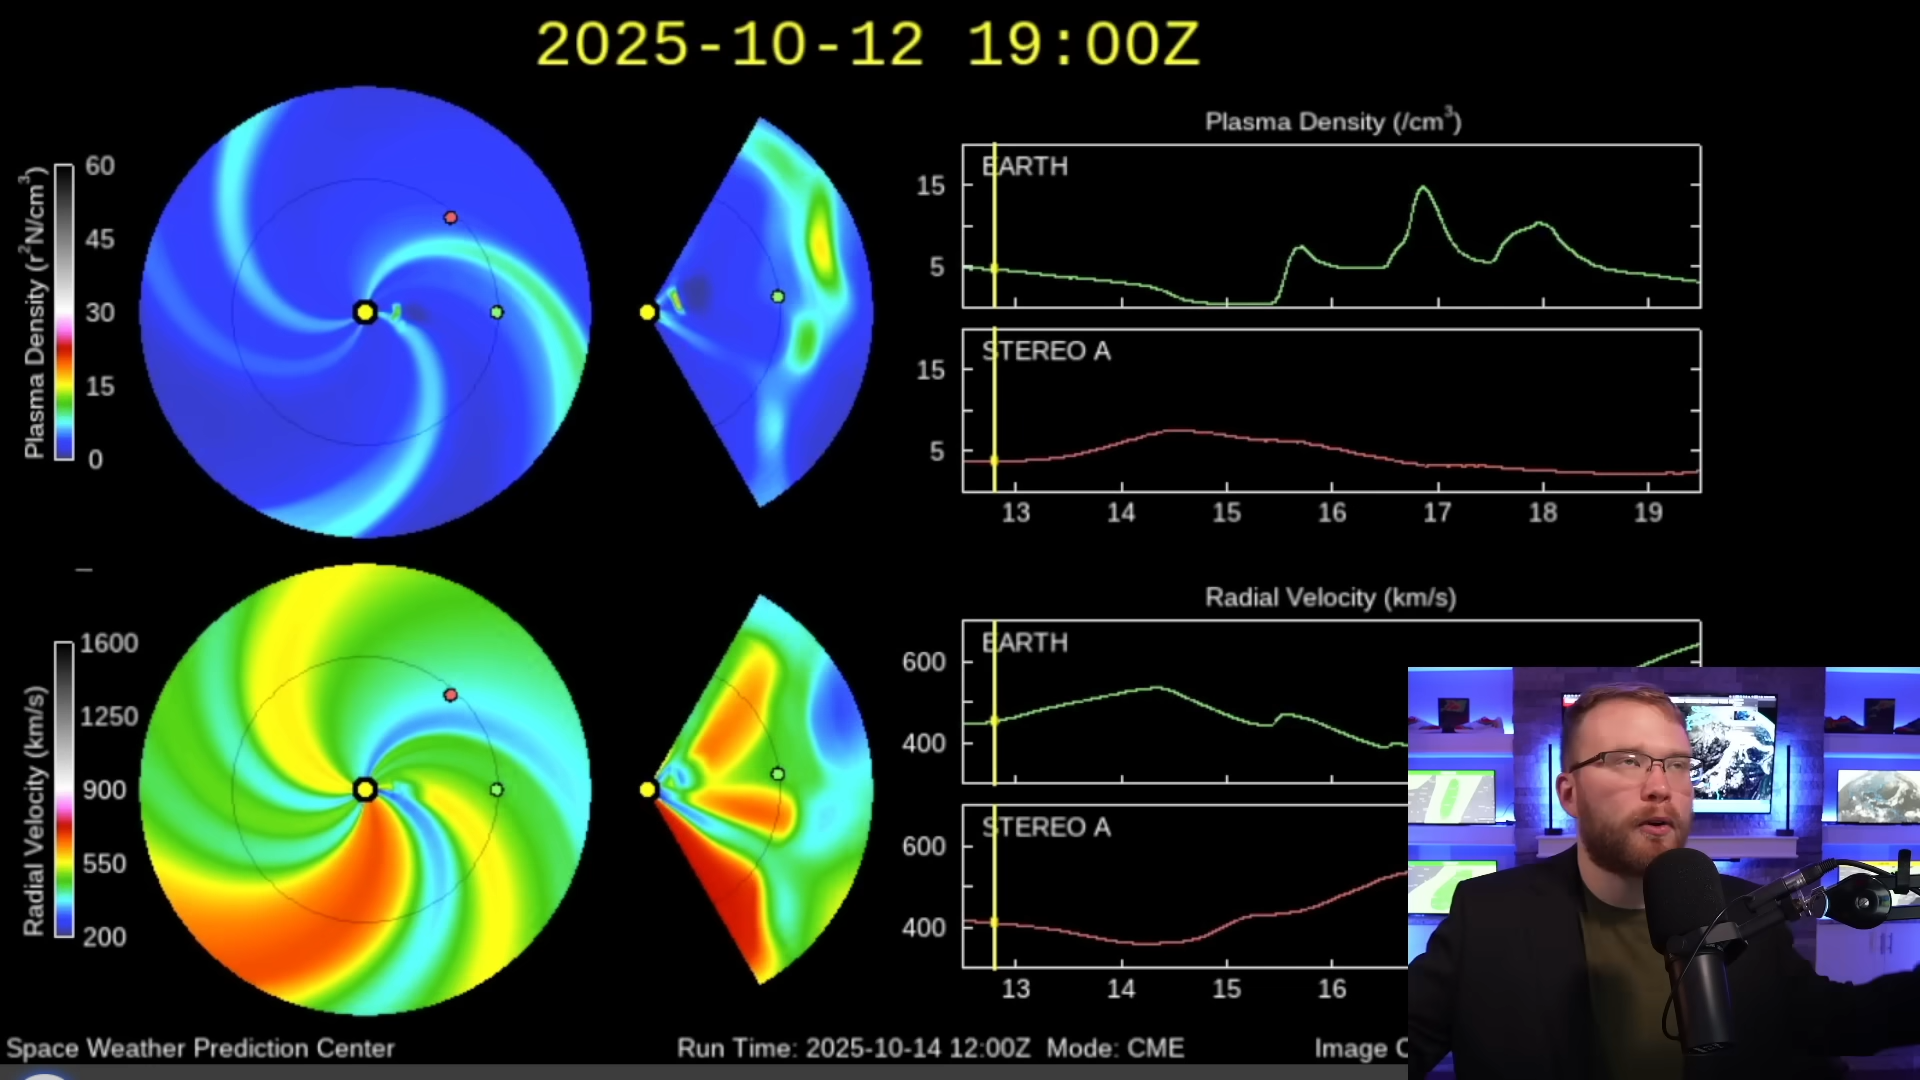 2025-10-12 19:00Z
Plasma Density (r²N/cm³)
60
45
30
15
0
Plasma Density (/cm³)
EARTH
15
5
STEREO A
15
5
13 14 15 16 17 18 19
Radial Velocity (km/s)
1600
1250
900
550
200
Radial Velocity (km/s)
EARTH
600
400
STEREO A
600
400
13 14 15 16
Space Weather Prediction Center
Run Time: 2025-10-14 12:00Z Mode: CME
Image C